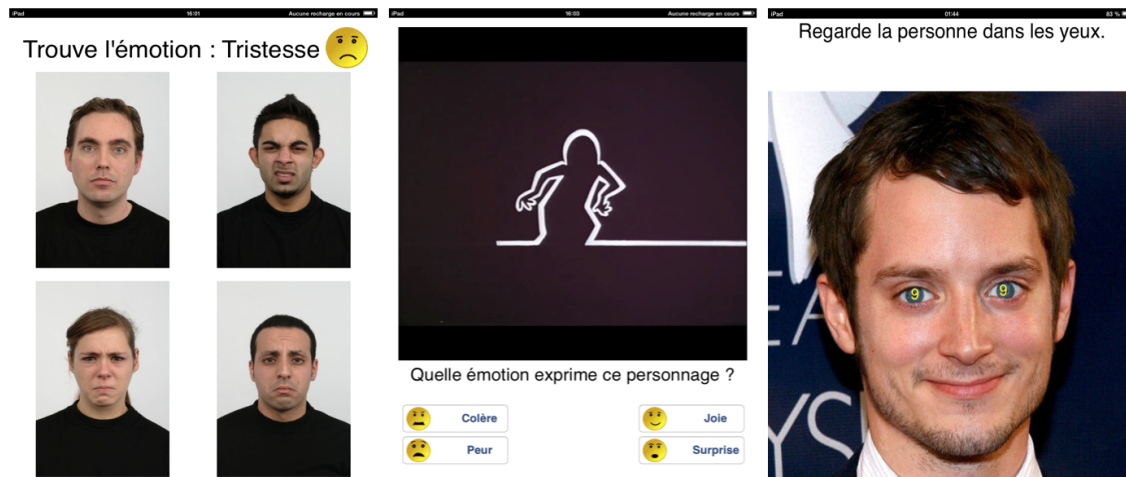 iPad 16:01 Aucune recharge en cours
Trouve l'émotion : Tristesse
iPad 16:03 Aucune recharge en cours
Quelle émotion exprime ce personnage ?
Colère
Joie
Peur
Surprise
iPad 01:44 83 %
Regarde la personne dans les yeux.
9 9